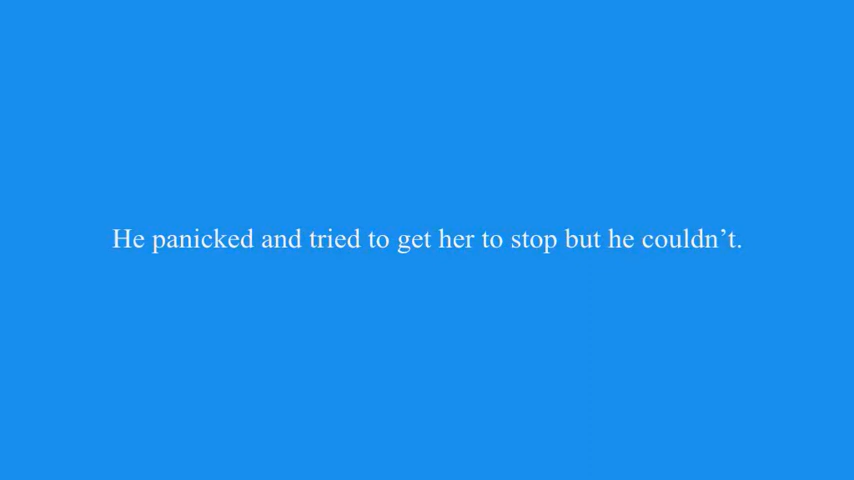 He panicked and tried to get her to stop but he couldn’t.